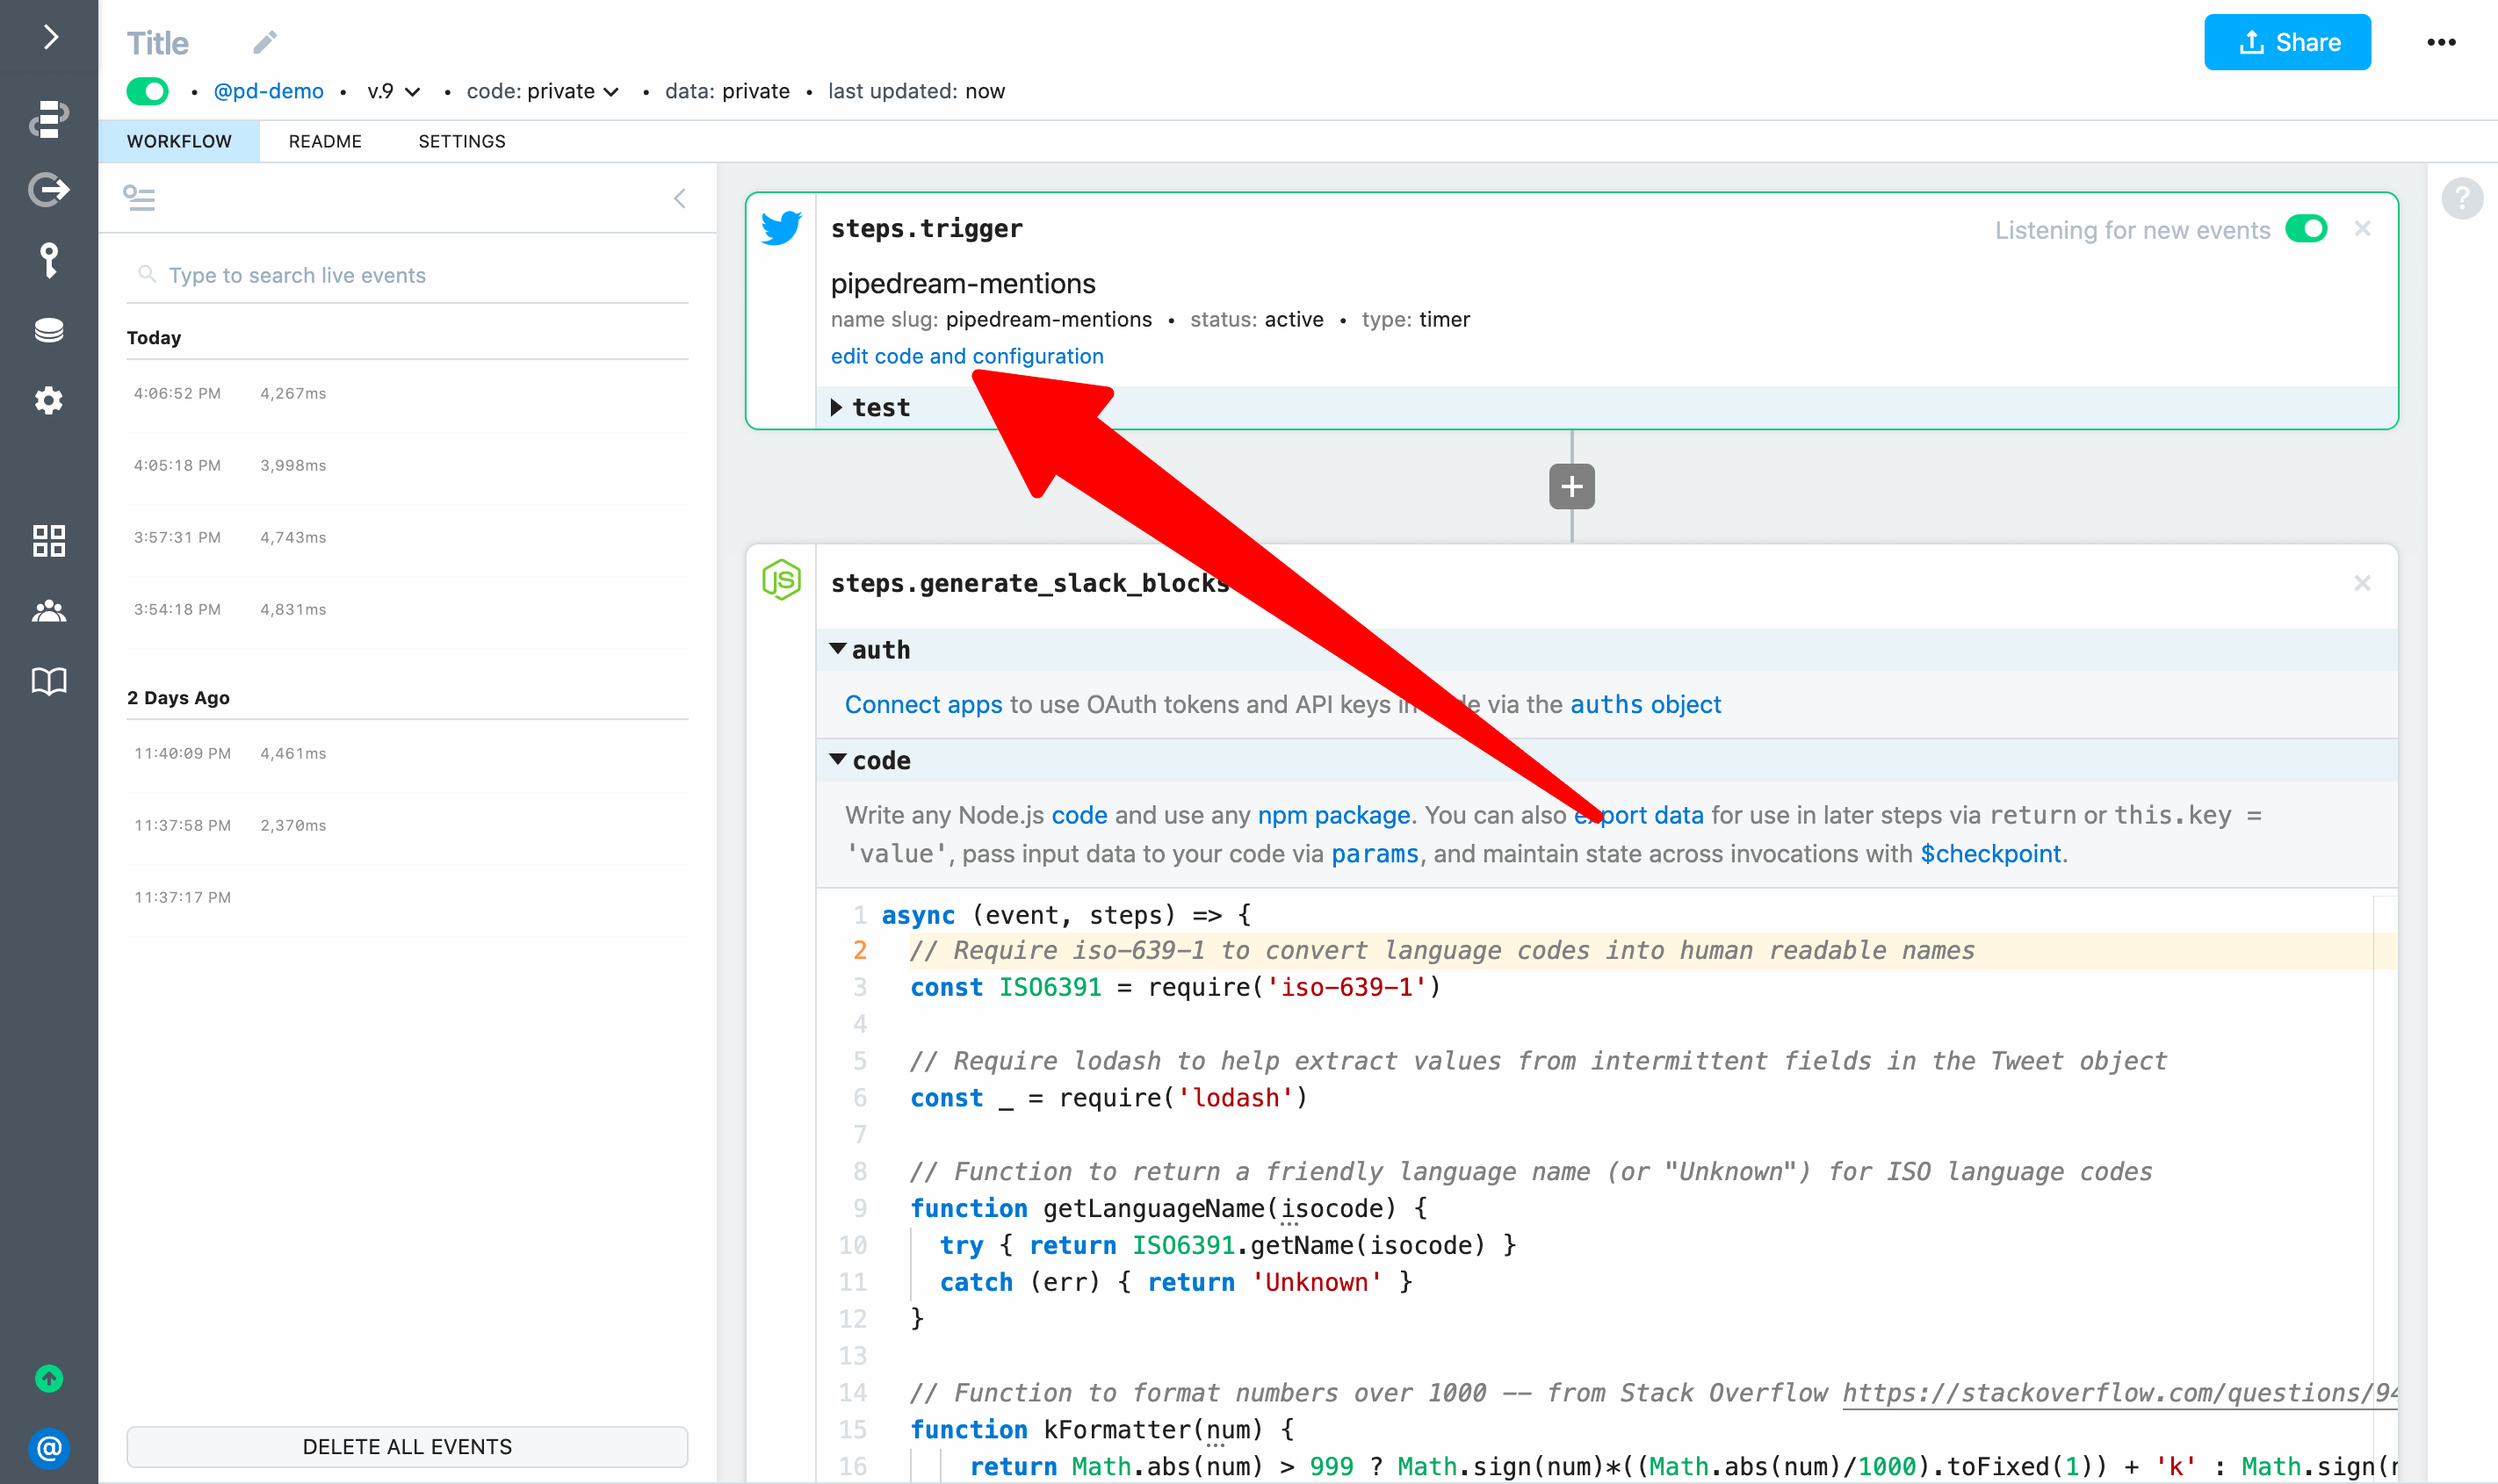 Title
Share
@pd-demo • v.9 • code: private • data: private • last updated: now
WORKFLOW README SETTINGS
Type to search live events
Today
4:06:52 PM 4,267ms
4:05:18 PM 3,998ms
3:57:31 PM 4,743ms
3:54:18 PM 4,831ms
2 Days Ago
11:40:09 PM 4,461ms
11:37:58 PM 2,370ms
11:37:17 PM
DELETE ALL EVENTS
steps.trigger
Listening for new events
pipedream-mentions
name slug: pipedream-mentions • status: active • type: timer
edit code and configuration
test
steps.generate_slack_blocks
auth
Connect apps to use OAuth tokens and API keys in via the auths object
code
Write any Node.js code and use any npm package. You can also export data for use in later steps via return or this.key =
'value', pass input data to your code via params, and maintain state across invocations with $checkpoint.
1 async (event, steps) => {
2 // Require iso-639-1 to convert language codes into human readable names
3 const ISO6391 = require('iso-639-1')
4
5 // Require lodash to help extract values from intermittent fields in the Tweet object
6 const _ = require('lodash')
7
8 // Function to return a friendly language name (or "Unknown") for ISO language codes
9 function getLanguageName(isocode) {
10 try { return ISO6391.getName(isocode) }
11 catch (err) { return 'Unknown' }
12 }
13
14 // Function to format numbers over 1000 -- from Stack Overflow https://stackoverflow.com/questions/94
15 function kFormatter(num) {
16 return Math.abs(num) > 999 ? Math.sign(num)*((Math.abs(num)/1000).toFixed(1)) + 'k' : Math.sign(